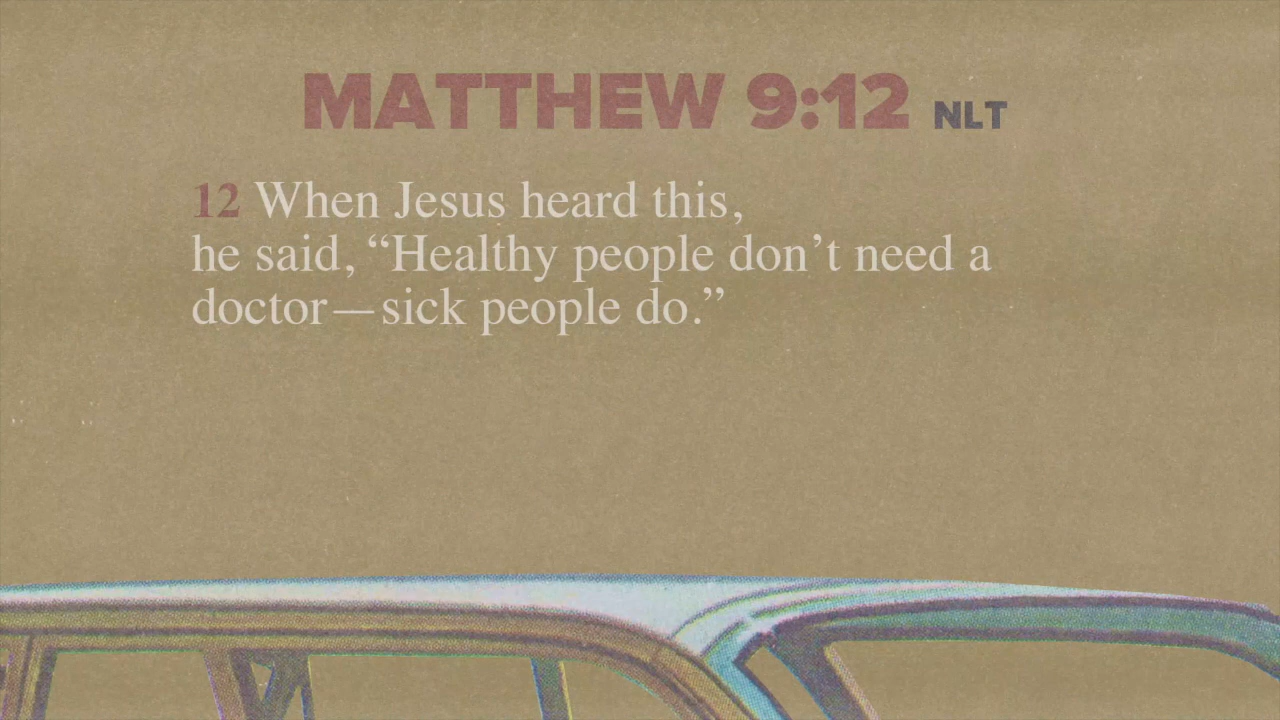 MATTHEW 9:12 NLT
12 When Jesus heard this,
he said, “Healthy people don’t need a
doctor—sick people do.”